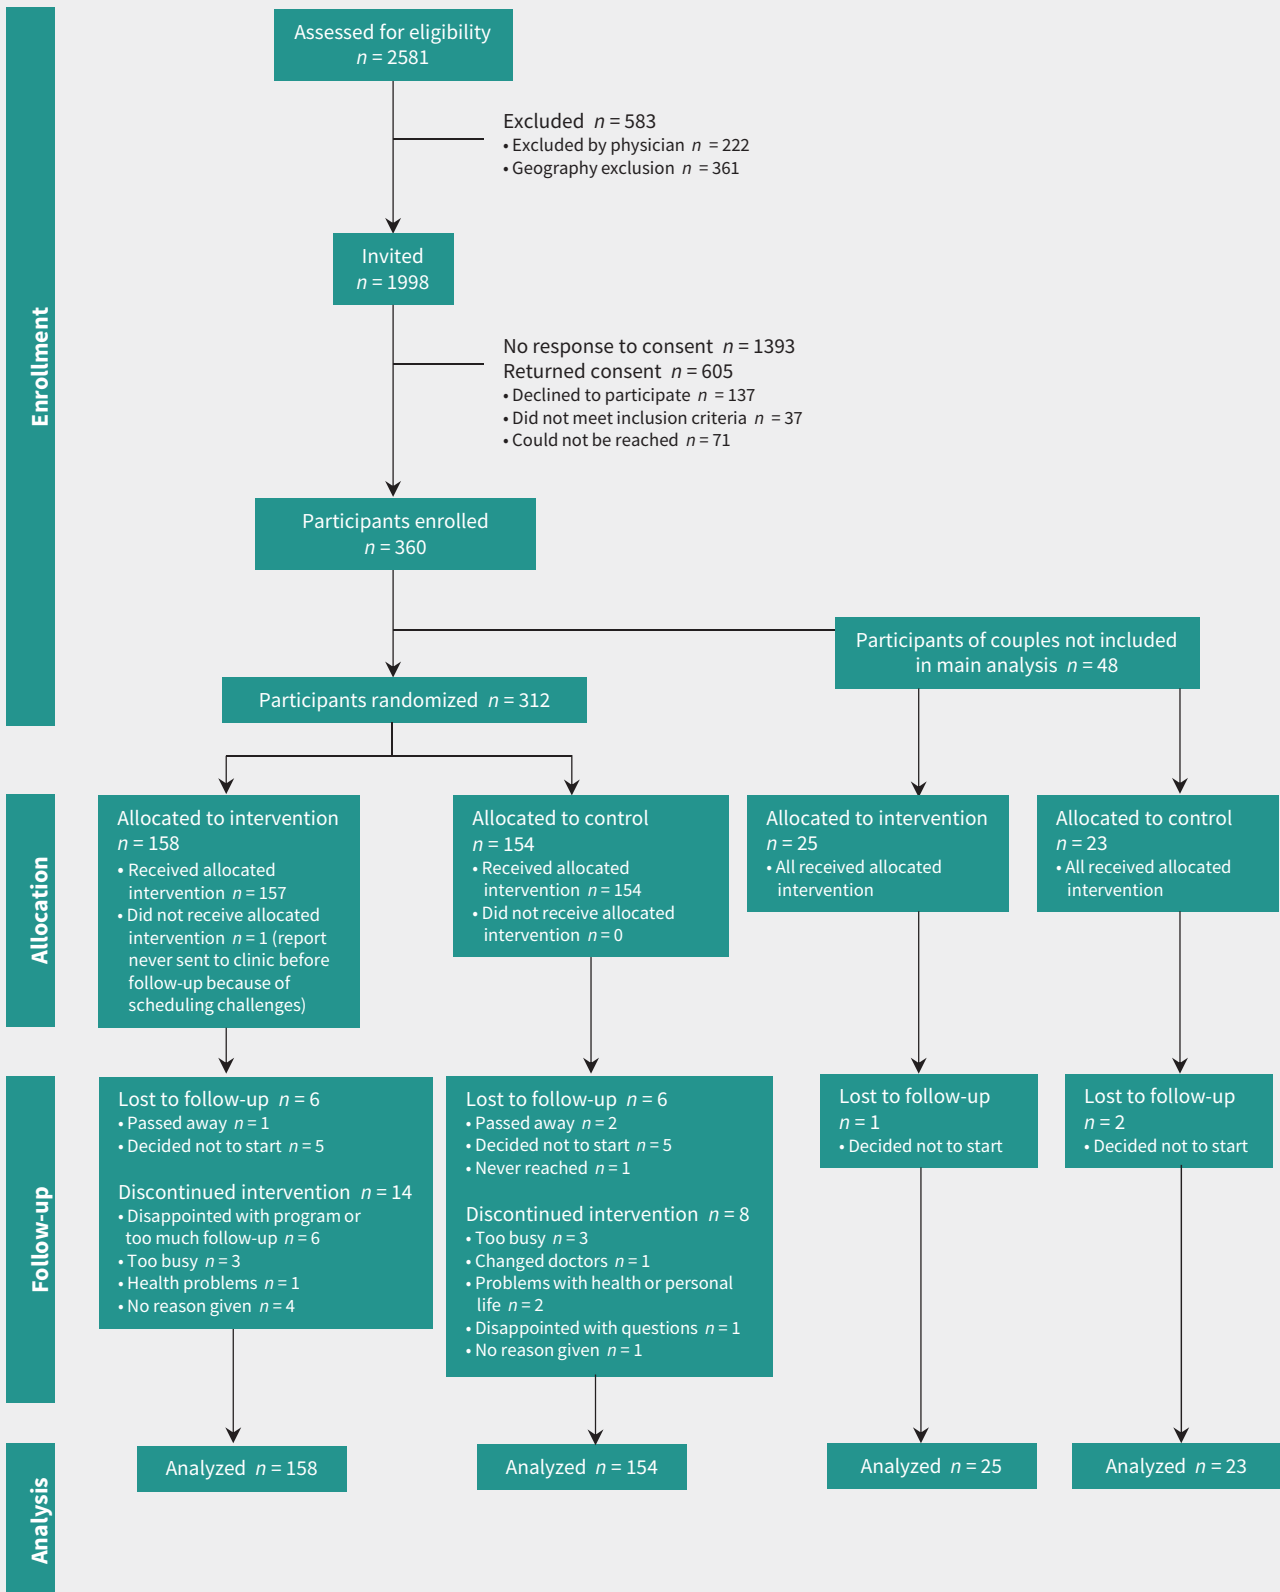 Enrollment
Assessed for eligibility
n = 2581
Excluded n = 583
• Excluded by physician n = 222
• Geography exclusion n = 361
Invited
n = 1998
No response to consent n = 1393
Returned consent n = 605
• Declined to participate n = 137
• Did not meet inclusion criteria n = 37
• Could not be reached n = 71
Participants enrolled
n = 360
Participants of couples not included
in main analysis n = 48
Participants randomized n = 312
Allocation
Allocated to intervention
n = 158
• Received allocated
intervention n = 157
• Did not receive allocated
intervention n = 1 (report
never sent to clinic before
follow-up because of
scheduling challenges)
Allocated to control
n = 154
• Received allocated
intervention n = 154
• Did not receive allocated
intervention n = 0
Allocated to intervention
n = 25
• All received allocated
intervention
Allocated to control
n = 23
• All received allocated
intervention
Follow-up
Lost to follow-up n = 6
• Passed away n = 1
• Decided not to start n = 5
Discontinued intervention n = 14
• Disappointed with program or
too much follow-up n = 6
• Too busy n = 3
• Health problems n = 1
• No reason given n = 4
Lost to follow-up n = 6
• Passed away n = 2
• Decided not to start n = 5
• Never reached n = 1
Discontinued intervention n = 8
• Too busy n = 3
• Changed doctors n = 1
• Problems with health or personal
life n = 2
• Disappointed with questions n = 1
• No reason given n = 1
Lost to follow-up
n = 1
• Decided not to start
Lost to follow-up
n = 2
• Decided not to start
Analysis
Analyzed n = 158
Analyzed n = 154
Analyzed n = 25
Analyzed n = 23